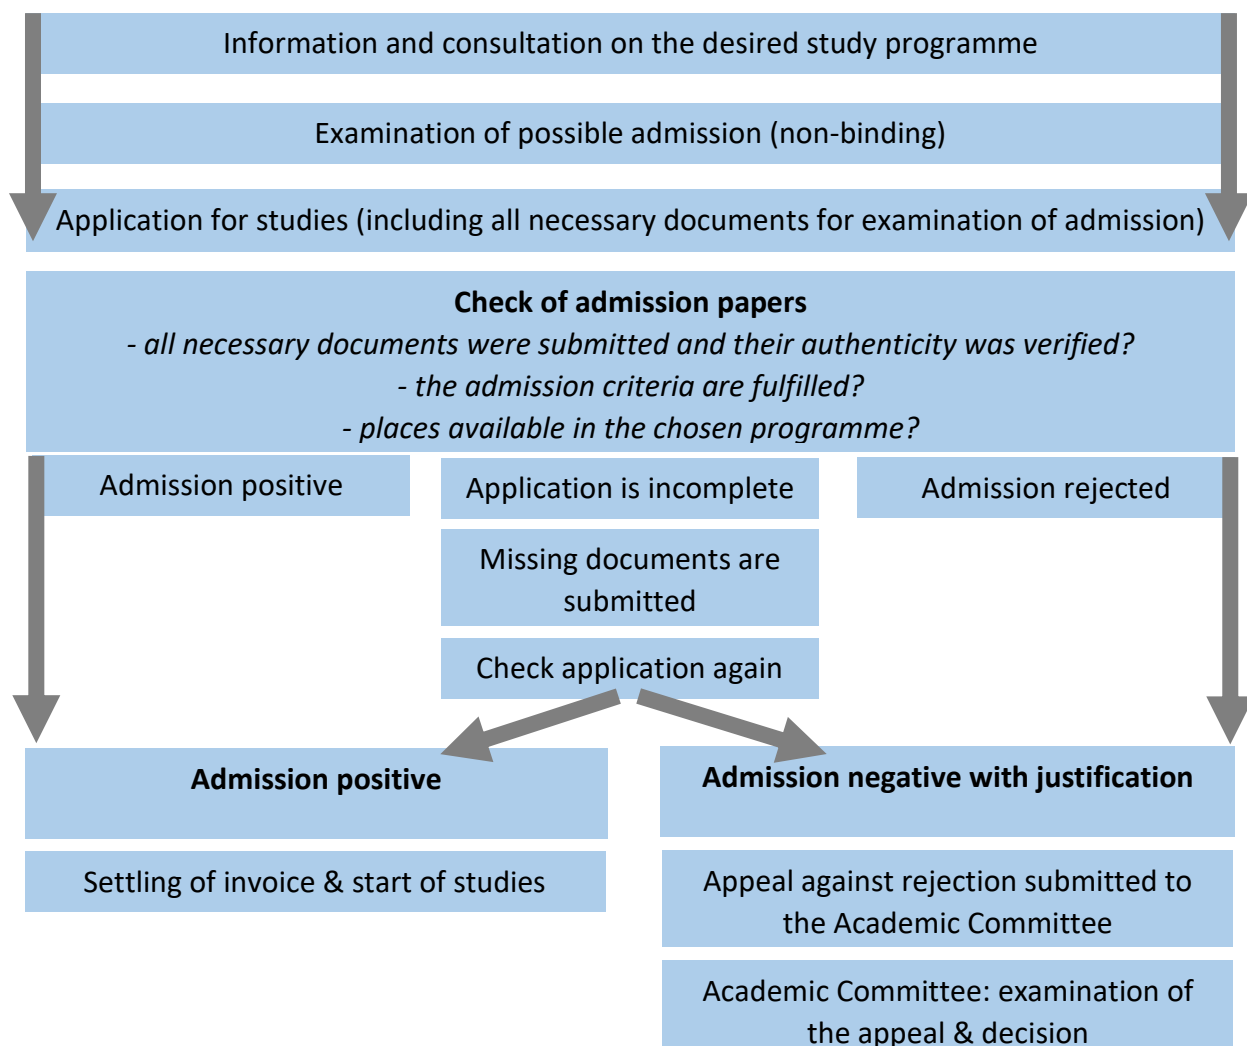 Information and consultation on the desired study programme
Examination of possible admission (non-binding)
Application for studies (including all necessary documents for examination of admission)
Check of admission papers
- all necessary documents were submitted and their authenticity was verified?
- the admission criteria are fulfilled?
- places available in the chosen programme?
Admission positive
Application is incomplete
Admission rejected
Missing documents are
submitted
Check application again
Admission positive
Admission negative with justification
Settling of invoice & start of studies
Appeal against rejection submitted to
the Academic Committee
Academic Committee: examination of
the appeal & decision